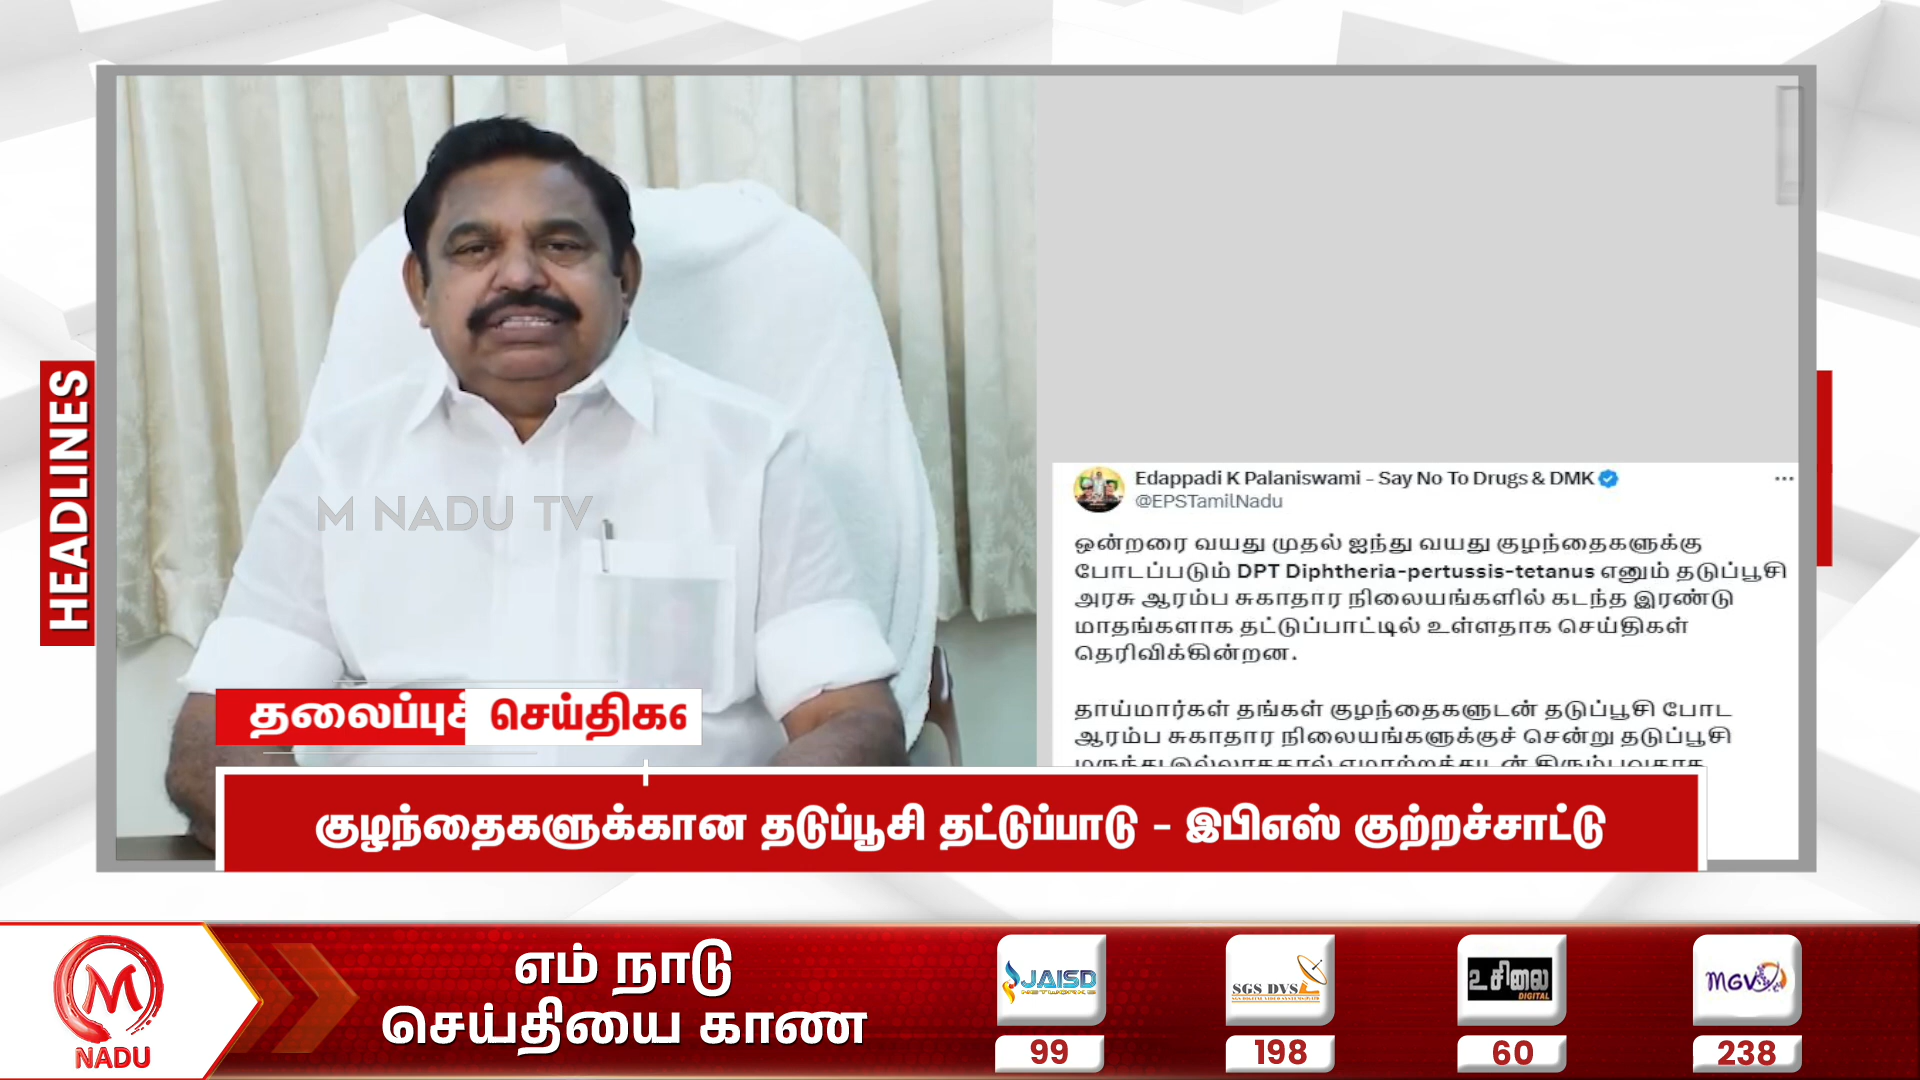 HEADLINES
M NADU TV
Edappadi K Palaniswami - Say No To Drugs & DMK
@EPSTamilNadu
ஒன்றரை வயது முதல் ஐந்து வயது குழந்தைகளுக்கு
போடப்படும் DPT Diphtheria-pertussis-tetanus எனும் தடுப்பூசி
அரசு ஆரம்ப சுகாதார நிலையங்களில் கடந்த இரண்டு
மாதங்களாக தட்டுப்பாட்டில் உள்ளதாக செய்திகள்
தெரிவிக்கின்றன.
தாய்மார்கள் தங்கள் குழந்தைகளுடன் தடுப்பூசி போட
ஆரம்ப சுகாதார நிலையங்களுக்குச் சென்று தடுப்பூசி
குழந்தைகளுக்கான தடுப்பூசி தட்டுப்பாடு - இபிஎஸ் குற்றச்சாட்டு
M
NADU
எம் நாடு
செய்தியை காண
JAISD
NETWORKS
99
SGS DVS
198
உசிலை
DIGITAL
60
MGV
238